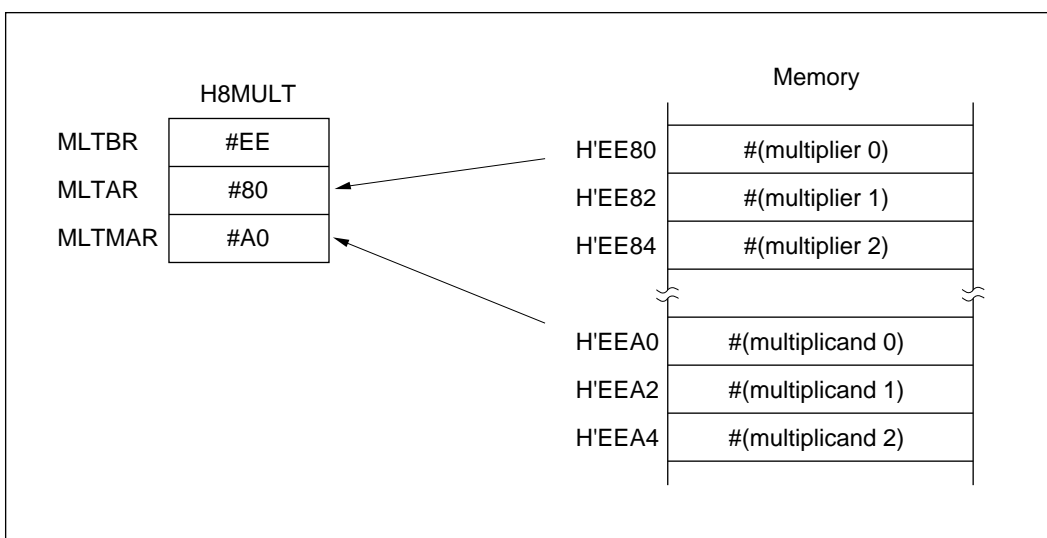 Memory
H8MULT
MLTBR #EE
MLTAR #80
MLTMAR #A0
H'EE80 #(multiplier 0)
H'EE82 #(multiplier 1)
H'EE84 #(multiplier 2)
H'EEA0 #(multiplicand 0)
H'EEA2 #(multiplicand 1)
H'EEA4 #(multiplicand 2)